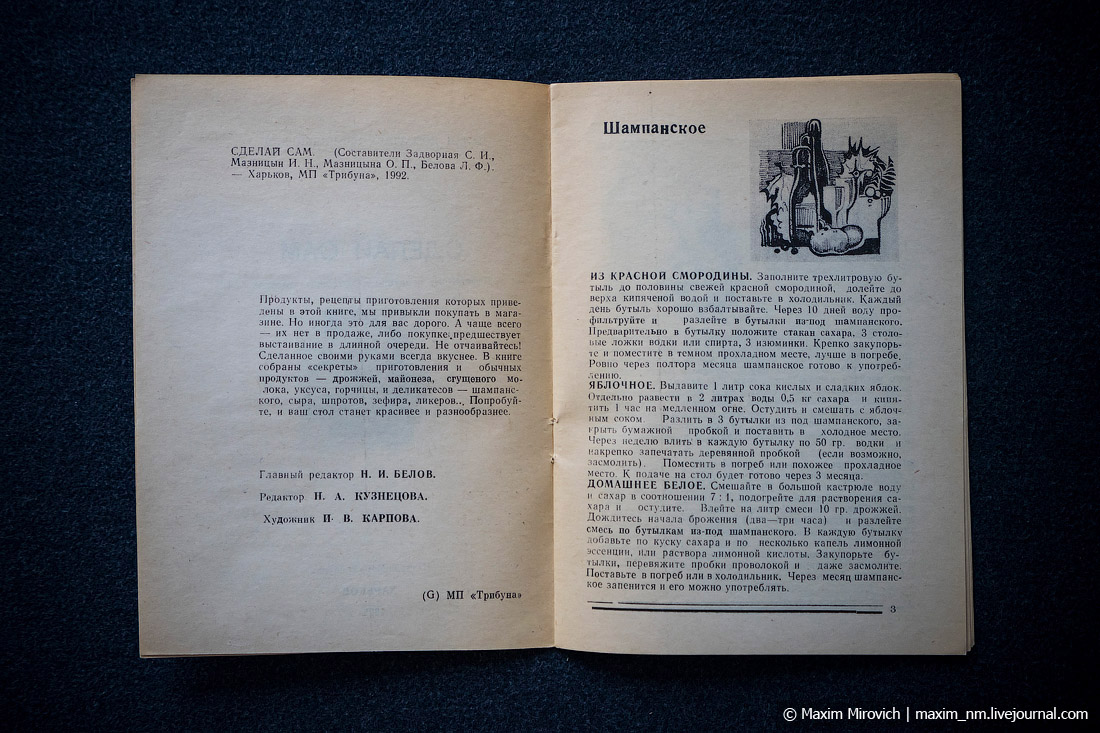 СДЕЛАЙ САМ. (Составители Задворная С. И.,
Мазницын И. Н., Мазницына О. П., Белова Л. Ф.).
— Харьков, МП «Трибуна», 1992.
Продукты, рецепты приготовления которых приве-
дены в этой книге, мы привыкли покупать в мага-
зине. Но иногда это для вас дорого. А чаще всего
— их нет в продаже, либо покупке предшествует
выстаивание в длинной очереди. Не отчаивайтесь!
Сделанное своими руками всегда вкуснее. В книге
собраны «секреты» приготовления и обычных
продуктов — дрожжей, майонеза, сгущеного мо-
лока, уксуса, горчицы, и деликатесов — шампанс-
кого, сыра, шпротов, зефира, ликеров... Попробуй-
те, и ваш стол станет красивее и разнообразнее.
Главный редактор Н. И. БЕЛОВ.
Редактор Н. А. КУЗНЕЦОВА.
Художник И. В. КАРПОВА.
(G) МП «Трибуна»
Шампанское
ИЗ КРАСНОЙ СМОРОДИНЫ. Заполните трехлитровую бу-
тыль до половины свежей красной смородиной, долейте до
верха кипяченой водой и поставьте в холодильник. Каждый
день бутыль хорошо взбалтывайте. Через 10 дней воду про-
фильтруйте и разлейте в бутылки из-под шампанского.
Предварительно в бутылку положите стакан сахара, 3 столо-
вые ложки водки или спирта, 3 изюминки. Крепко закупорь-
те и поместите в темном прохладном месте, лучше в погребе.
Ровно через полтора месяца шампанское готово к употреб-
лению.
ЯБЛОЧНОЕ. Выдавите 1 литр сока кислых и сладких яблок.
Отдельно развести в 2 литрах воды 0,5 кг сахара и кипя-
тить 1 час на медленном огне. Остудить и смешать с яблоч-
ным соком. Разлить в 3 бутылки из под шампанского, за-
крыть бумажной пробкой и поставить в холодное место.
Через неделю влить в каждую бутылку по 50 гр. водки и
накрепко запечатать деревянной пробкой (если возможно,
засмолить). Поместить в погреб или похожее прохладное
место. К подаче на стол будет готово через 3 месяца.
ДОМАШНЕЕ БЕЛОЕ. Смешайте в большой кастрюле воду
и сахар в соотношении 7 : 1, подогрейте для растворения са-
хара и остудите. Влейте на литр смеси 10 гр. дрожжей.
Дождитесь начала брожения (два—три часа) и разлейте
смесь по бутылкам из-под шампанского. В каждую бутылку
добавьте по куску сахара и по несколько капель лимонной
эссенции, или раствора лимонной кислоты. Закупорьте бу-
тылки, перевяжите пробки проволокой и даже засмолите.
Поставьте в погреб или в холодильник. Через месяц шампанс-
кое запенится и его можно употреблять.
3
© Maxim Mirovich | maxim_nm.livejournal.com